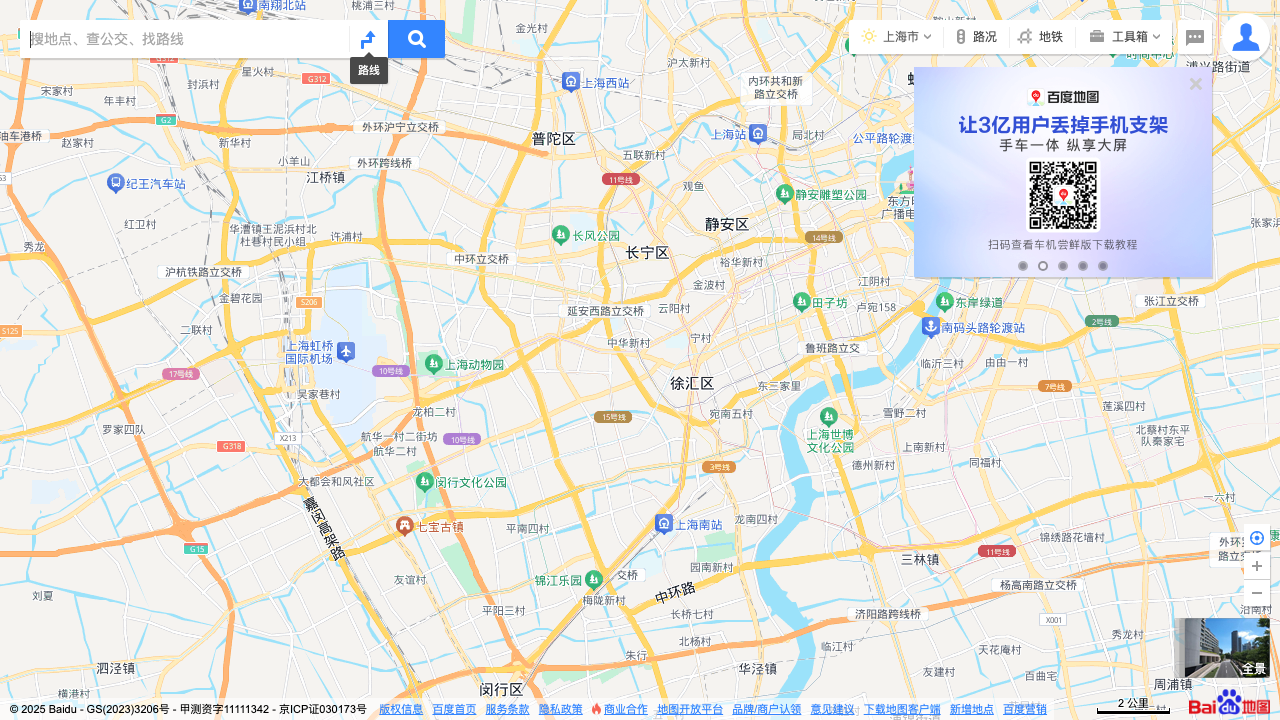 南翔北站
桃浦三村
金光村
搜地点、查公交、找路线
路线
上海市
路况
地铁
工具箱
浦兴路街道
星火村
G312
G312
封浜村
宋家村
年丰村
G2
油车港桥
赵家村
新华村
外环沪宁立交桥
外环跨线桥
小羊山
江桥镇
纪王汽车站
红卫村
秀龙
华漕镇王泥浜村北
杜巷村民小组
许浦村
上海西站
沪太新村
内环共和新
路立交桥
普陀区
上海站
局北村
公平路轮渡
五联新村
11号线
观鱼
静安雕塑公园
静安区
14号线
长风公园
长宁区
裕华新村
百度地图
让3亿用户丢掉手机支架
手车一体 纵享大屏
扫码查看车机尝鲜版下载教程
沪杭铁路立交桥
中环立交桥
金碧花园
S206
金波村
江阴村
张江立交桥
延安西路立交桥
云阳村
田子坊
卢宛158
东岸绿道
S125
二联村
2号线
南码头路轮渡站
上海虹桥
国际机场
中华新村
宁村
鲁班路立交
上海动物园
10号线
17号线
临沂三村
由由一村
徐汇区
东三家里
7号线
吴家巷村
龙柏二村
15号线
宛南五村
雪野二村
莲溪四村
罗家四队
X213
航华一村二街坊
10号线
航华二村
G318
上海世博
文化公园
上南新村
北蔡村东平
队秦家宅
3号线
德州新村
同福村
大都会和风社区
闵行文化公园
一六村
嘉闵高架路
七宝古镇
平南四村
上海南站
龙南四村
锦绣路花墙村
G15
11号线
三林镇
友谊村
锦江乐园
交桥
园南新村
杨高南路立交桥
刘夏
梅陇新村
中环路
平阳三村
长桥七村
济阳路跨线桥
X001
北杨村
秀龙村
临江村
天花庵村
泗泾镇
朱行
华泾镇
友建村
百曲宅
全景
周浦镇
横港村
闵行区
2 公里
© 2025 Baidu - GS(2023)3206号 - 甲测资字11111342 - 京ICP证030173号
版权信息 百度首页 服务条款 隐私政策 商业合作 地图开放平台 品牌/商户认领 意见建议 下载地图客户端 新增地点 百度营销
Bai 地图